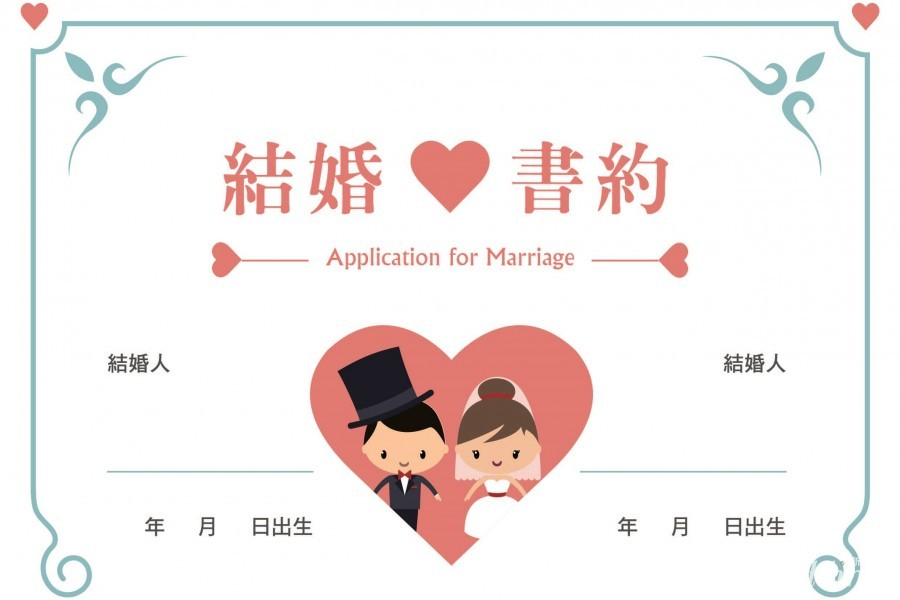 結婚 書約
Application for Marriage
結婚人
結婚人
年 月 日出生
年 月 日出生